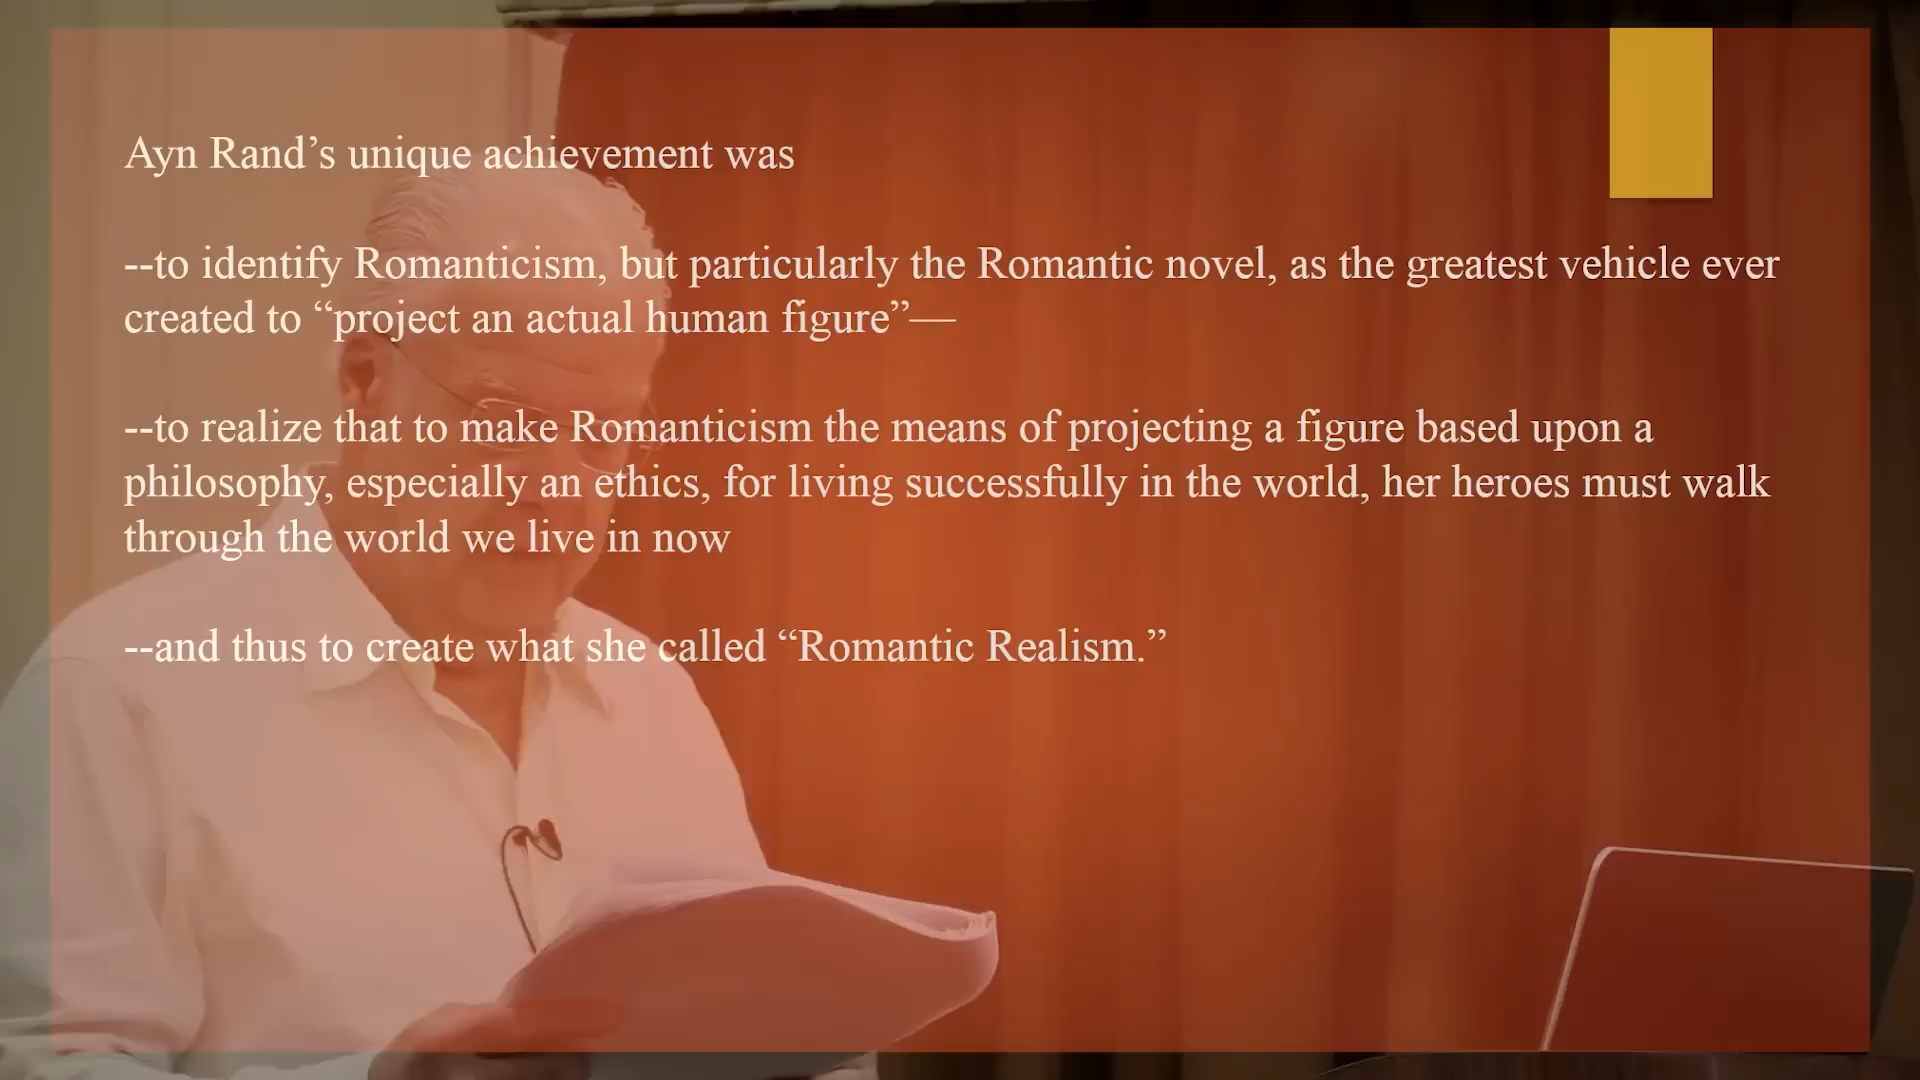 Ayn Rand’s unique achievement was
--to identify Romanticism, but particularly the Romantic novel, as the greatest vehicle ever
created to “project an actual human figure”—
--to realize that to make Romanticism the means of projecting a figure based upon a
philosophy, especially an ethics, for living successfully in the world, her heroes must walk
through the world we live in now
--and thus to create what she called “Romantic Realism.”